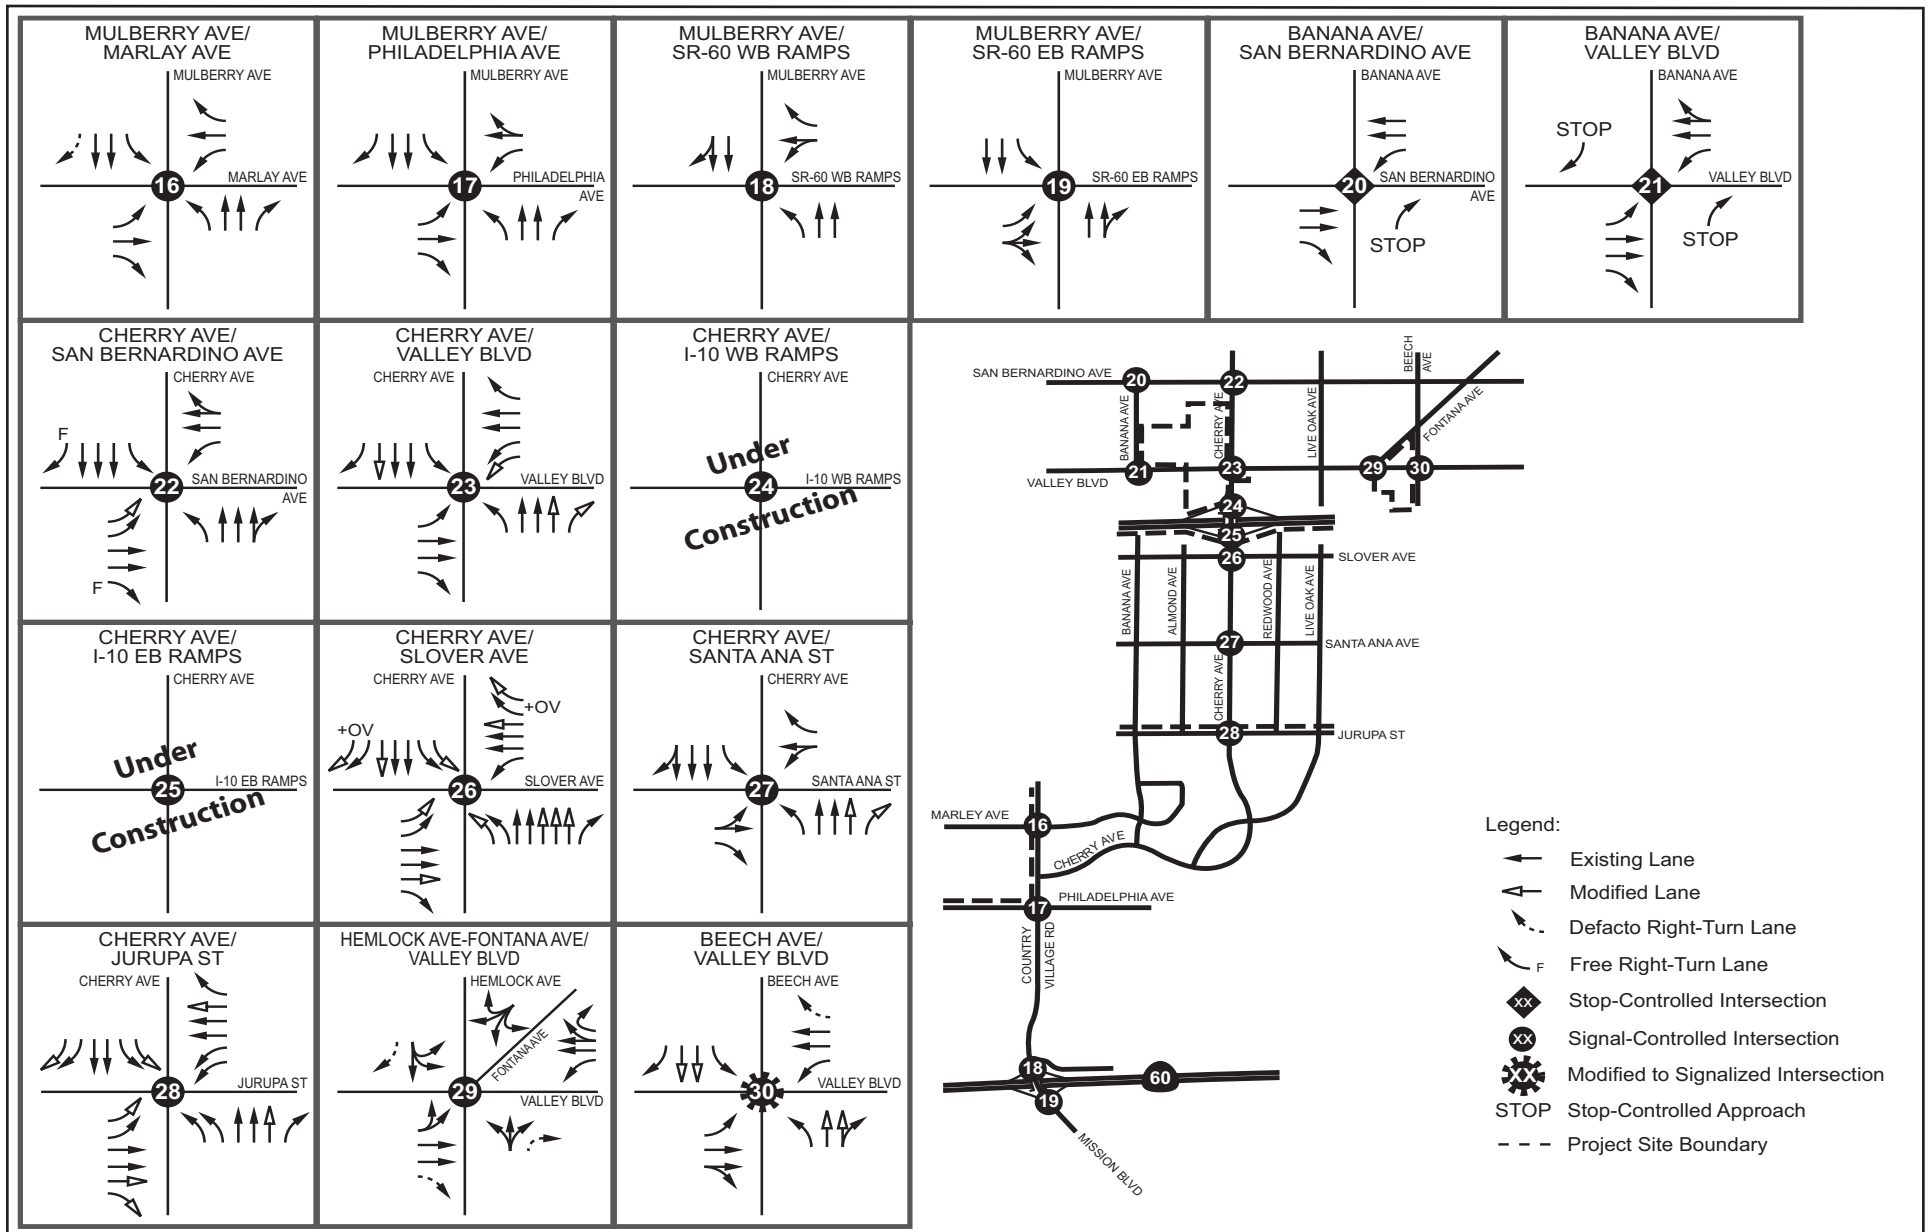 MULBERRY AVE/
MARLAY AVE
MULBERRY AVE
MARLAY AVE
16
MULBERRY AVE/
PHILADELPHIA AVE
MULBERRY AVE
PHILADELPHIA
AVE
17
MULBERRY AVE/
SR-60 WB RAMPS
MULBERRY AVE
SR-60 WB RAMPS
18
MULBERRY AVE/
SR-60 EB RAMPS
MULBERRY AVE
SR-60 EB RAMPS
19
BANANA AVE/
SAN BERNARDINO AVE
BANANA AVE
SAN BERNARDINO
AVE
20
STOP
BANANA AVE/
VALLEY BLVD
BANANA AVE
STOP
VALLEY BLVD
21
STOP
CHERRY AVE/
SAN BERNARDINO AVE
CHERRY AVE
F
SAN BERNARDINO
AVE
22
F
CHERRY AVE/
VALLEY BLVD
CHERRY AVE
VALLEY BLVD
23
CHERRY AVE/
I-10 WB RAMPS
CHERRY AVE
Under
I-10 WB RAMPS
24
Construction
CHERRY AVE/
I-10 EB RAMPS
CHERRY AVE
Under
I-10 EB RAMPS
25
Construction
CHERRY AVE/
SLOVER AVE
CHERRY AVE
+OV
+OV
SLOVER AVE
26
CHERRY AVE/
SANTA ANA ST
CHERRY AVE
SANTA ANA ST
27
CHERRY AVE/
JURUPA ST
CHERRY AVE
JURUPA ST
28
HEMLOCK AVE-FONTANA AVE/
VALLEY BLVD
HEMLOCK AVE
FONTANA AVE
VALLEY BLVD
29
BEECH AVE/
VALLEY BLVD
BEECH AVE
VALLEY BLVD
30
SAN BERNARDINO AVE
20
22
BEECH
AVE
BANANA AVE
CHERRY AVE
LIVE OAK AVE
FONTANA AVE
VALLEY BLVD
21
23
29
30
24
25
26
SLOVER AVE
BANANA AVE
ALMOND AVE
REDWOOD AVE
LIVE OAK AVE
27
SANTA ANA AVE
CHERRY AVE
28
JURUPA ST
MARLEY AVE
16
CHERRY AVE
PHILADELPHIA AVE
17
COUNTRY
VILLAGE RD
18
60
19
MISSION BLVD
Legend:
Existing Lane
Modified Lane
Defacto Right-Turn Lane
F Free Right-Turn Lane
XX Stop-Controlled Intersection
XX Signal-Controlled Intersection
XX Modified to Signalized Intersection
STOP Stop-Controlled Approach
Project Site Boundary